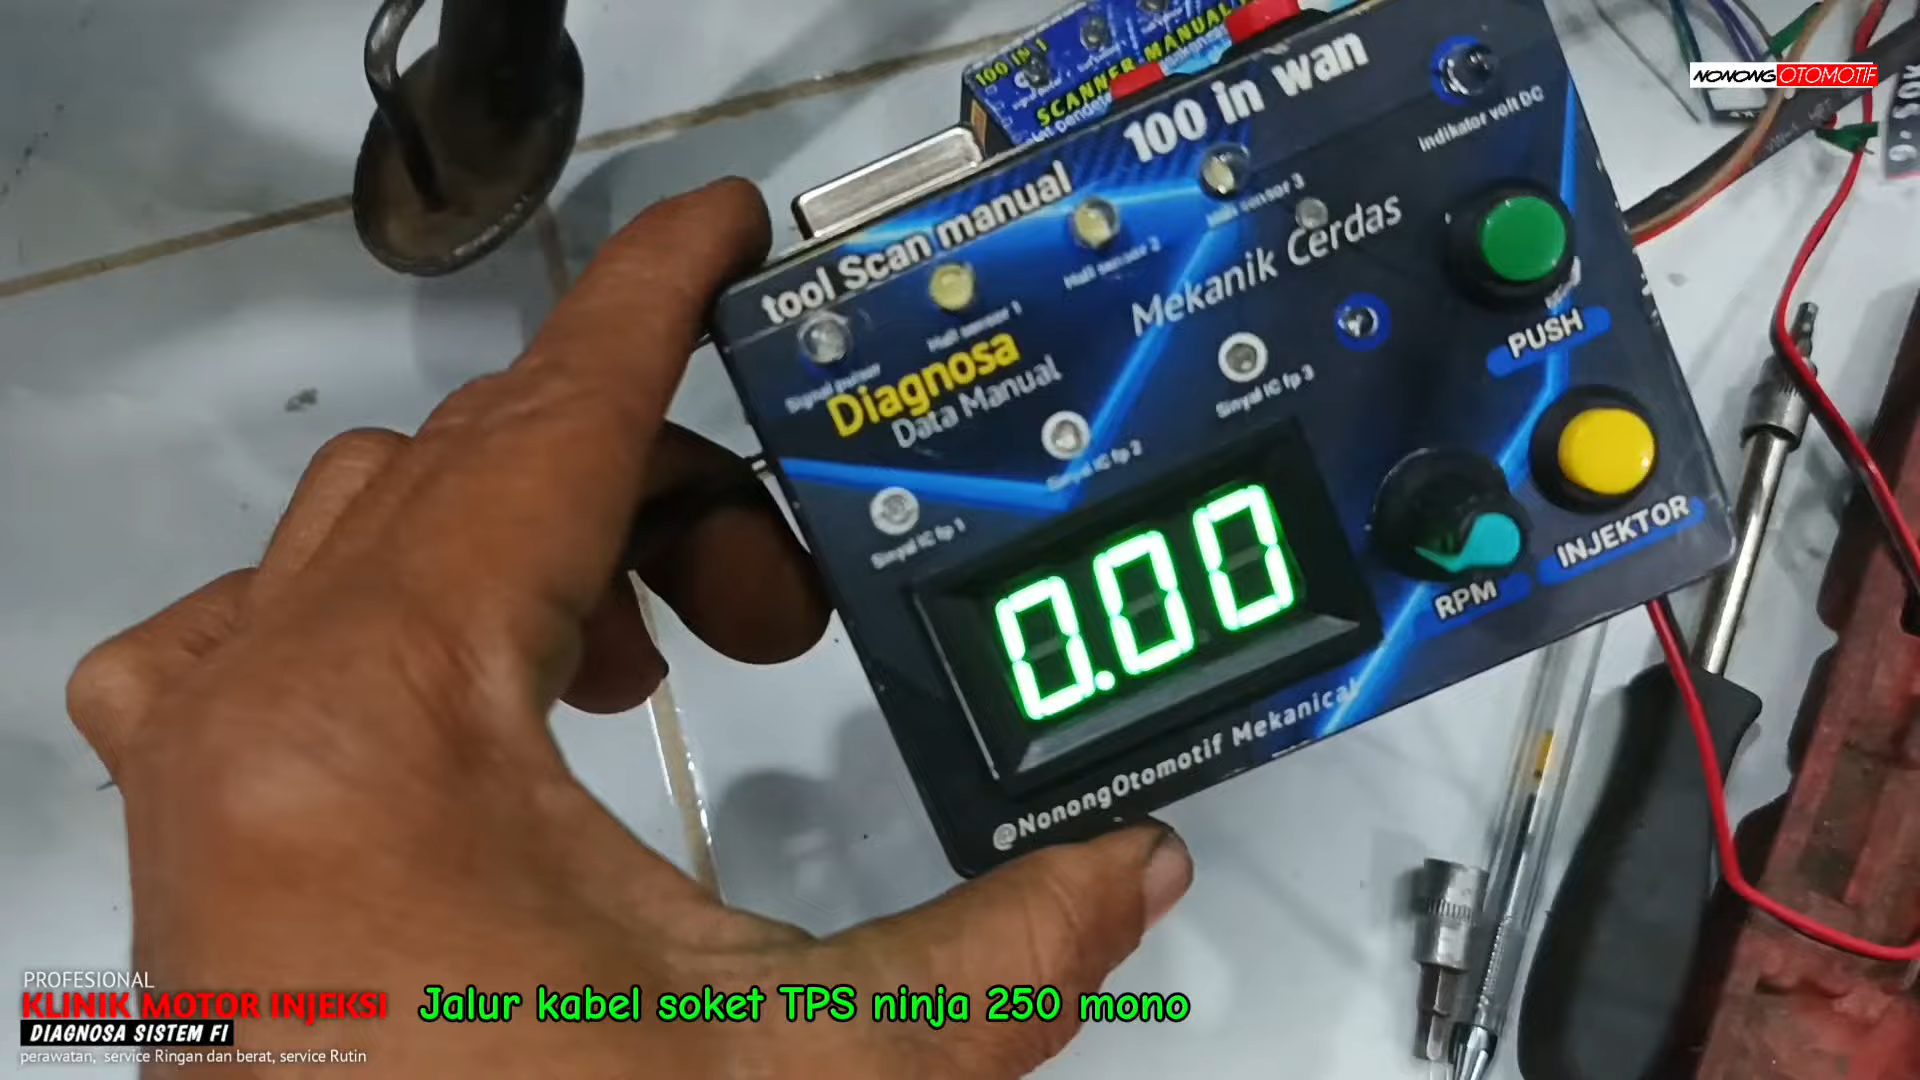 NONONG OTOMOTIF
100 IN 1
SCANNER MANUAL
100 in wan
tool Scan manual
Indikator volt DC
Hall sensor 3
Hall sensor 2
Hall sensor 1
Signal pulser
Mekanik Cerdas
Diagnosa
Data Manual
PUSH
Sinyal IC fp 3
Sinyal IC fp 2
Sinyal IC fp 1
INJEKTOR
RPM
0.00
@NonongOtomotif Mekanical
PROFESIONAL
KLINIK MOTOR INJEKSI
DIAGNOSA SISTEM FI
perawatan, service Ringan dan berat, service Rutin
Jalur kabel soket TPS ninja 250 mono